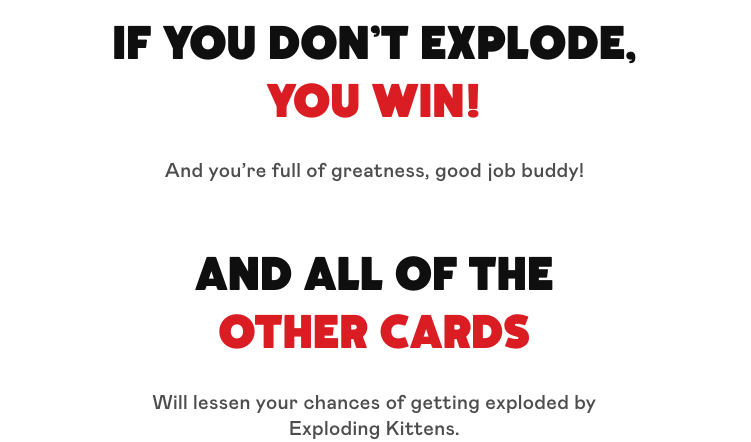 IF YOU DON’T EXPLODE,
YOU WIN!
And you’re full of greatness, good job buddy!
AND ALL OF THE
OTHER CARDS
Will lessen your chances of getting exploded by
Exploding Kittens.